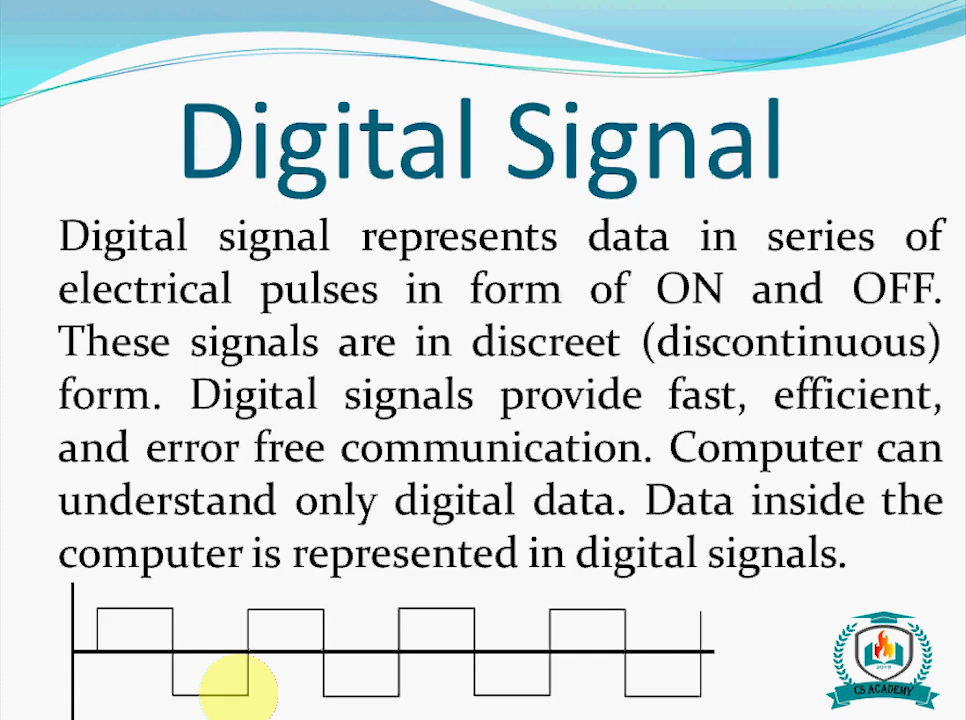 Digital Signal
Digital signal represents data in series of
electrical pulses in form of ON and OFF.
These signals are in discreet (discontinuous)
form. Digital signals provide fast, efficient,
and error free communication. Computer can
understand only digital data. Data inside the
computer is represented in digital signals.
CS ACADEMY